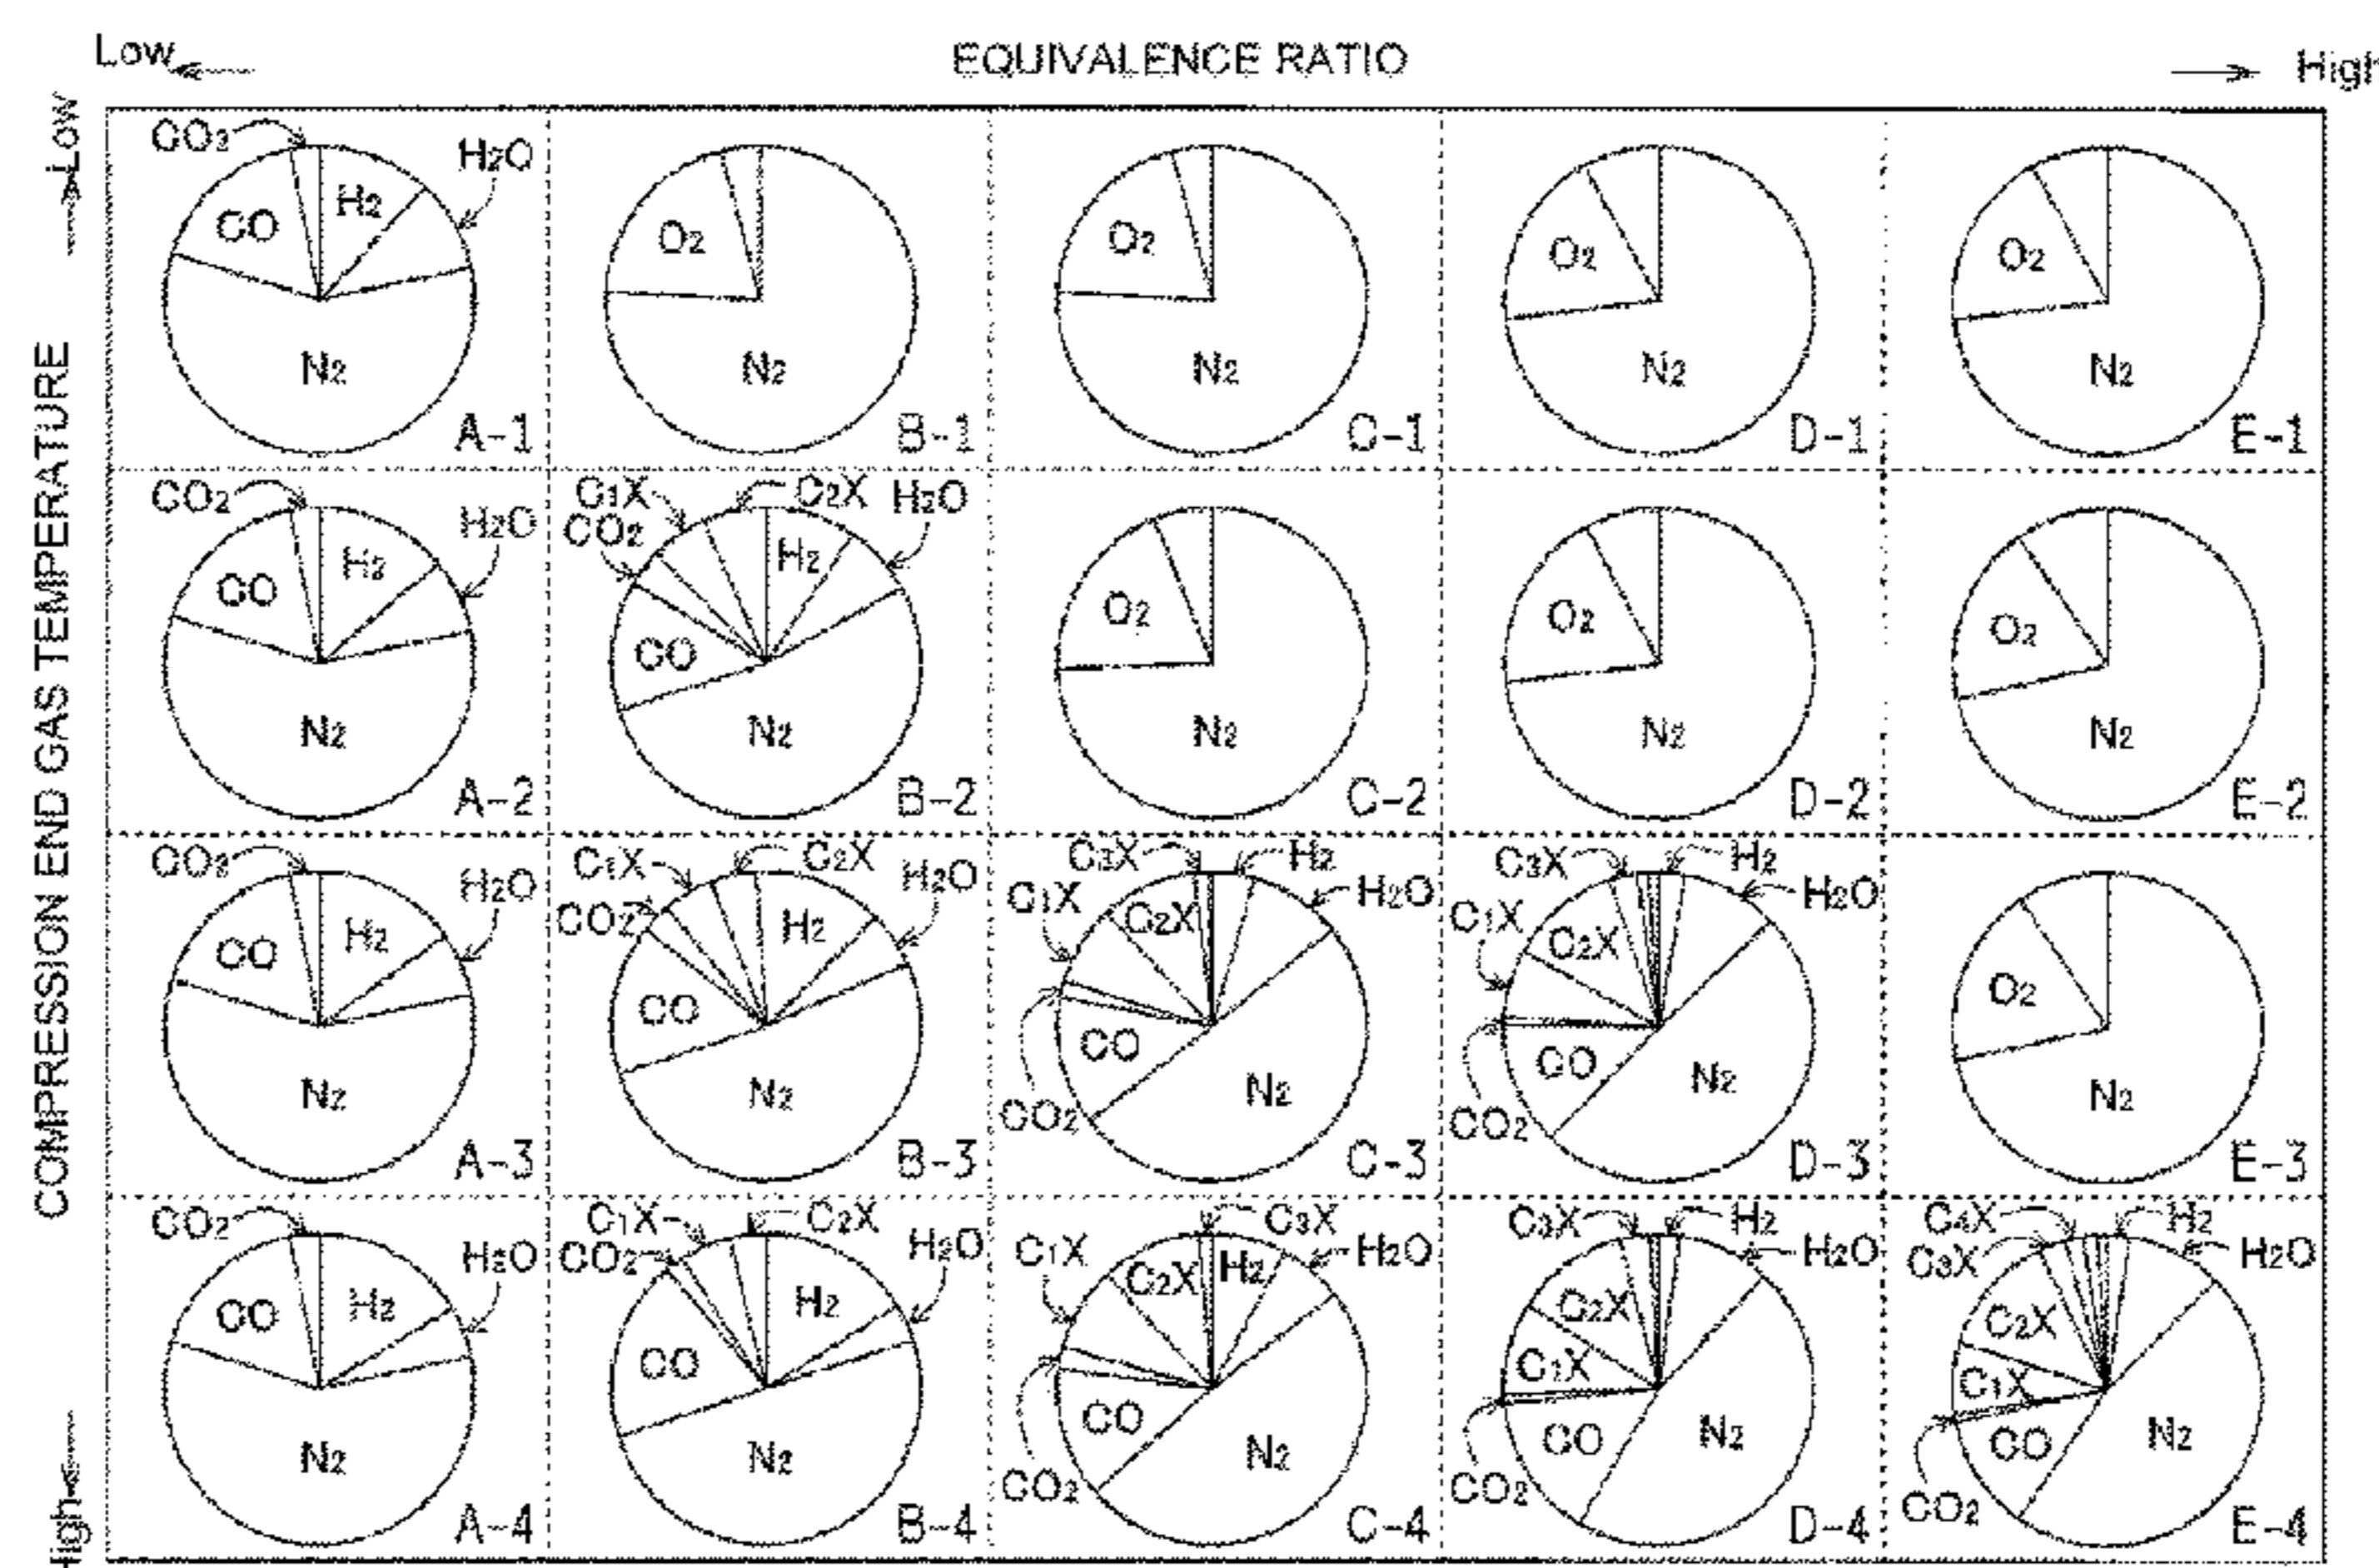 Low
EQUIVALENCE RATIO
High
Low
COMPRESSION END GAS TEMPERATURE
High
CO2 H2O
CO H2
N2
A-1
O2
N2
B-1
O2
N2
C-1
O2
N2
D-1
O2
N2
E-1
CO2 H2O
CO H2
N2
A-2
C1X C2X H2O
CO2 H2
CO
N2
B-2
O2
N2
C-2
O2
N2
D-2
O2
N2
E-2
CO2 H2O
CO H2
N2
A-3
C1X C2X H2O
CO2 H2
CO
N2
B-3
C3X H2
C1X C2X H2O
CO
N2
CO2
C-3
C3X H2
C1X C2X H2O
CO N2
CO2
D-3
O2
N2
E-3
CO2 H2O
CO H2
N2
A-4
C1X C2X
CO2 H2O
H2
CO
N2
B-4
C3X
C1X C2X H2 H2O
CO
N2
CO2
C-4
C3X H2
H2O
C2X
C1X
CO N2
CO2
D-4
C4X H2
C3X H2O
C2X
C1X
CO N2
CO2
E-4